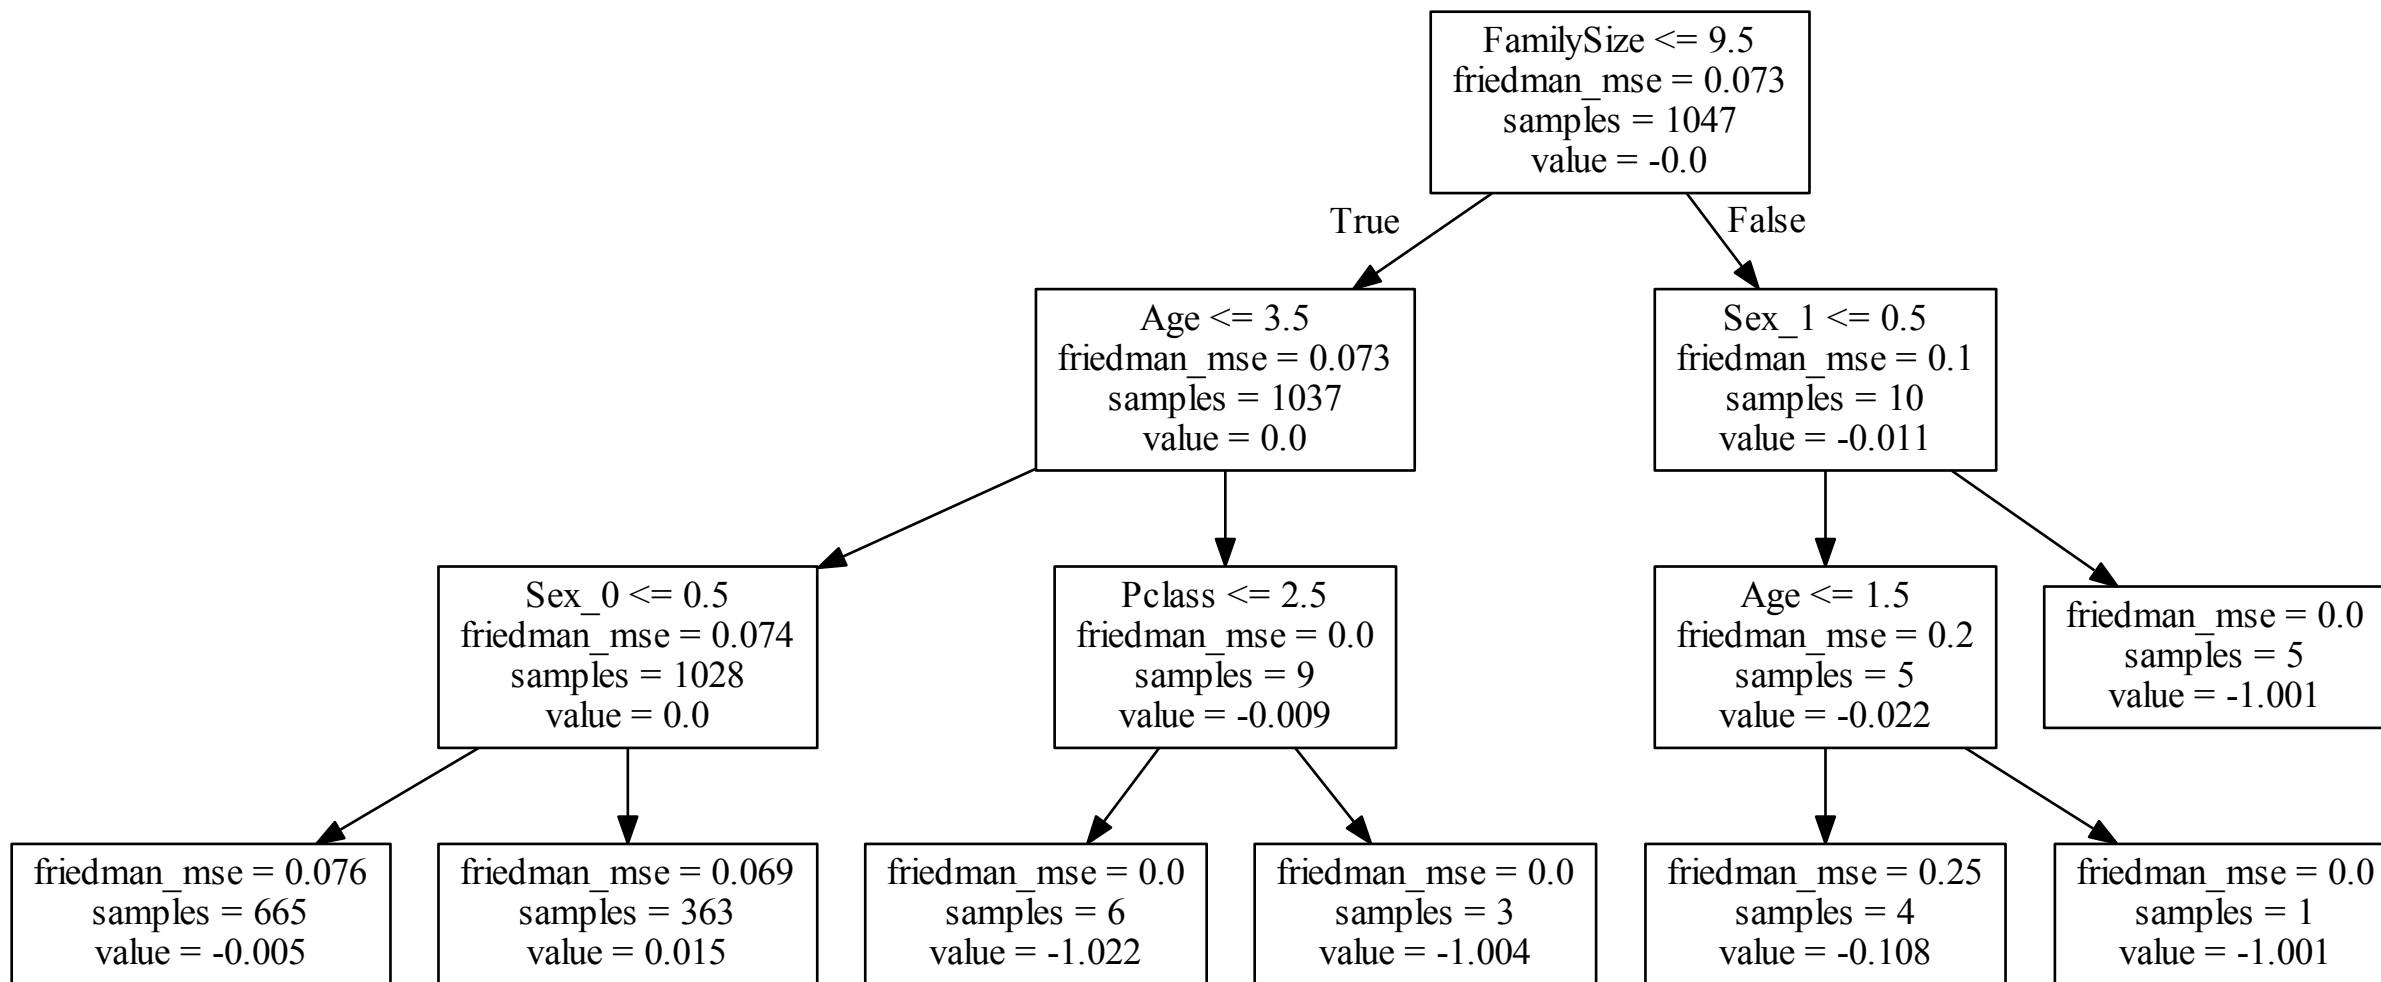 FamilySize <= 9.5
friedman_mse = 0.073
samples = 1047
value = -0.0
True
False
Age <= 3.5
friedman_mse = 0.073
samples = 1037
value = 0.0
Sex_1 <= 0.5
friedman_mse = 0.1
samples = 10
value = -0.011
Sex_0 <= 0.5
friedman_mse = 0.074
samples = 1028
value = 0.0
Pclass <= 2.5
friedman_mse = 0.0
samples = 9
value = -0.009
Age <= 1.5
friedman_mse = 0.2
samples = 5
value = -0.022
friedman_mse = 0.0
samples = 5
value = -1.001
friedman_mse = 0.076
samples = 665
value = -0.005
friedman_mse = 0.069
samples = 363
value = 0.015
friedman_mse = 0.0
samples = 6
value = -1.022
friedman_mse = 0.0
samples = 3
value = -1.004
friedman_mse = 0.25
samples = 4
value = -0.108
friedman_mse = 0.0
samples = 1
value = -1.001